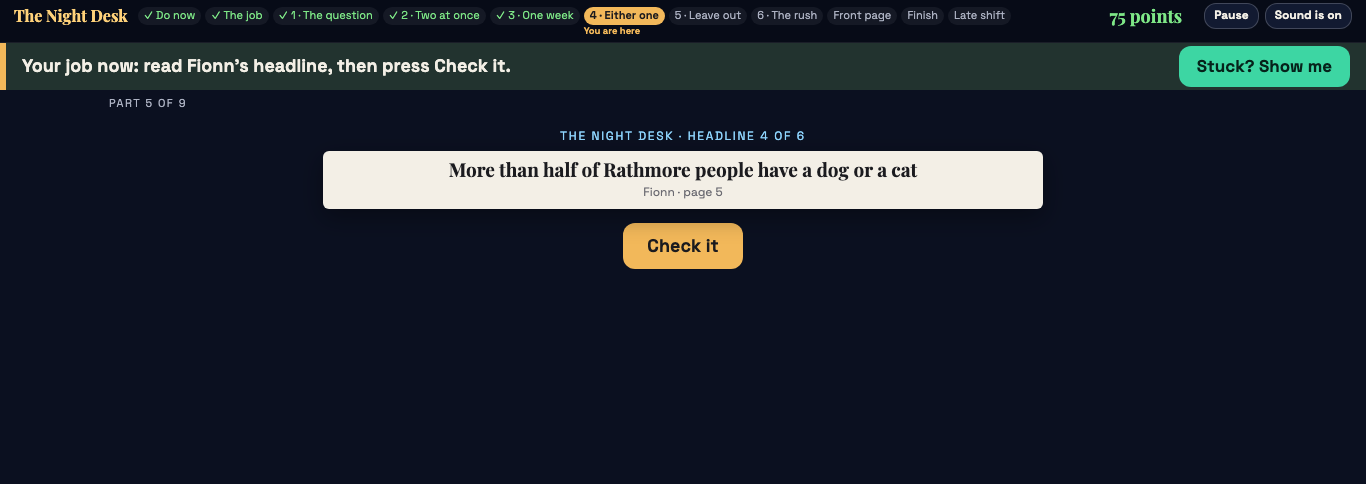 The Night Desk ✓ Do now ✓ The job ✓ 1 · The question ✓ 2 · Two at once ✓ 3 · One week 4 · Either one 5 · Leave out 6 · The rush Front page Finish Late shift 75 points Pause Sound is on
You are here
Your job now: read Fionn's headline, then press Check it. Stuck? Show me
PART 5 OF 9
THE NIGHT DESK · HEADLINE 4 OF 6
More than half of Rathmore people have a dog or a cat
Fionn · page 5
Check it